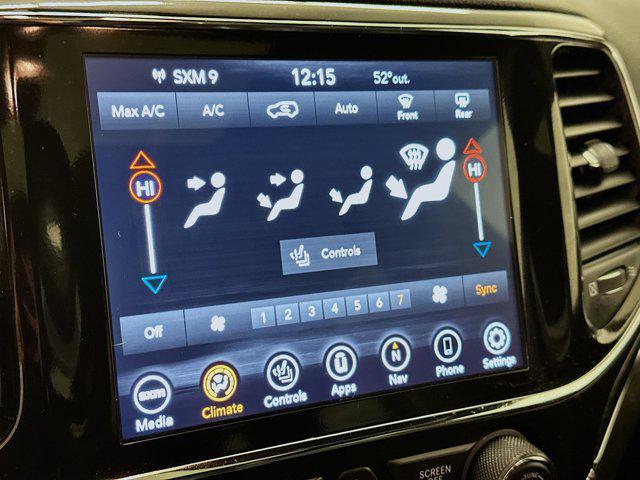 SXM 9 12:15 52°out.
Max A/C A/C Auto Front Rear
HI HI
Controls
Off 1 2 3 4 5 6 7 Sync
sxm
Media Climate Controls Apps N Nav Phone Settings
SCREEN
OFF